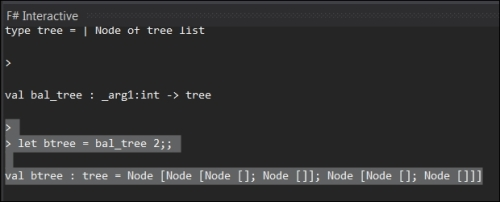 F# Interactive
type tree = | Node of tree list
>
val bal_tree : _arg1:int -> tree
>
> let btree = bal_tree 2;;
val btree : tree = Node [Node [Node []; Node []]; Node [Node []; Node []]]